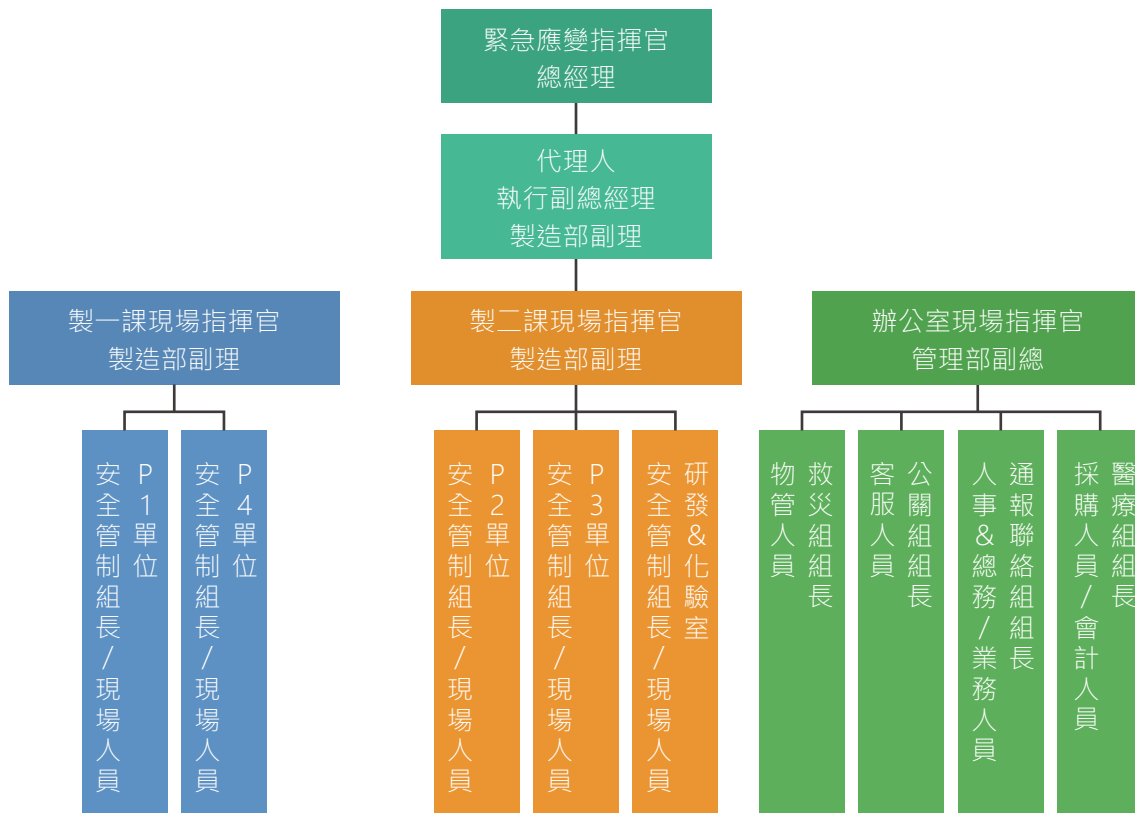 緊急應變指揮官
總經理
代理人
執行副總經理
製造部副理
製一課現場指揮官
製造部副理
製二課現場指揮官
製造部副理
辦公室現場指揮官
管理部副總
P1單位
安全管制組長/現場人員
P4單位
安全管制組長/現場人員
P2單位
安全管制組長/現場人員
P3單位
安全管制組長/現場人員
研發&化驗室
安全管制組長/現場人員
救災組組長
物管人員
公關組組長
客服人員
通報聯絡組組長
人事&總務/業務人員
醫療組組長
採購人員/會計人員